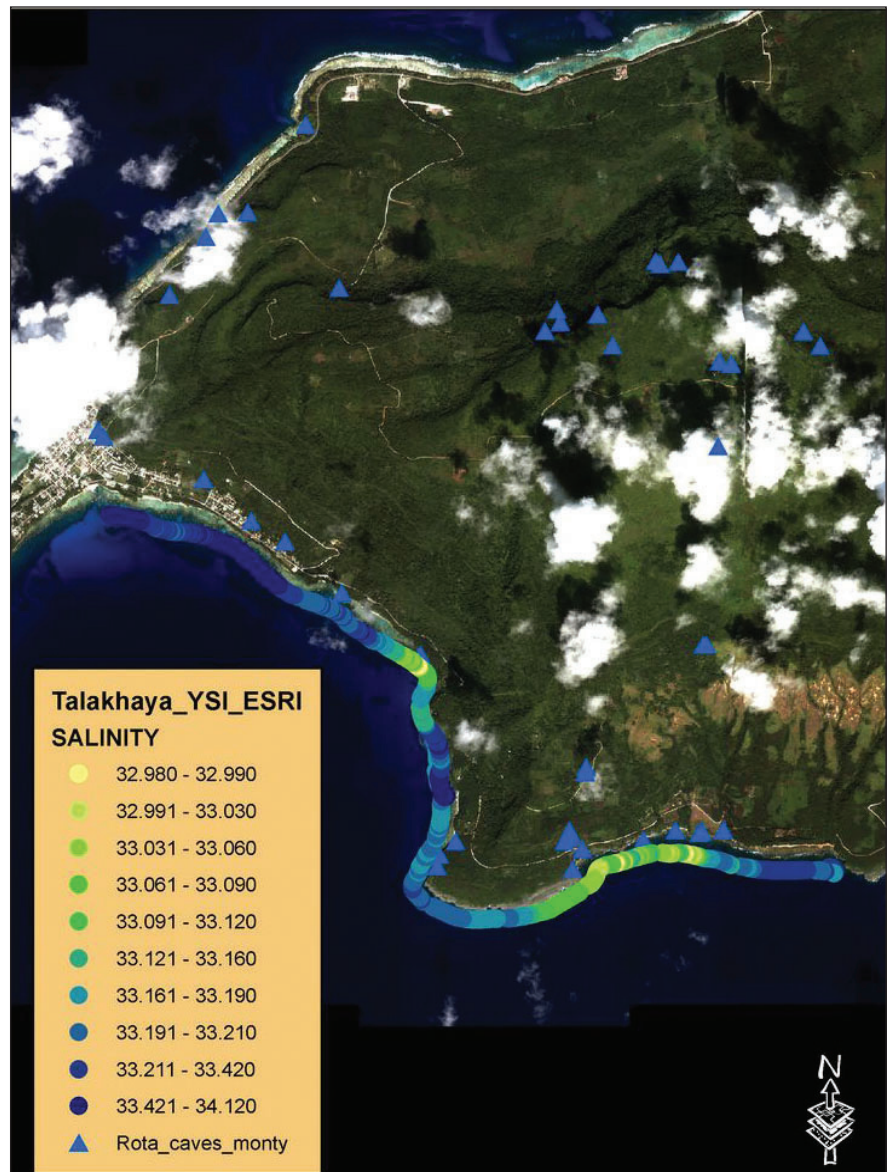 Talakhaya_YSI_ESRI
SALINITY
32.980 - 32.990
32.991 - 33.030
33.031 - 33.060
33.061 - 33.090
33.091 - 33.120
33.121 - 33.160
33.161 - 33.190
33.191 - 33.210
33.211 - 33.420
33.421 - 34.120
Rota_caves_monty
N